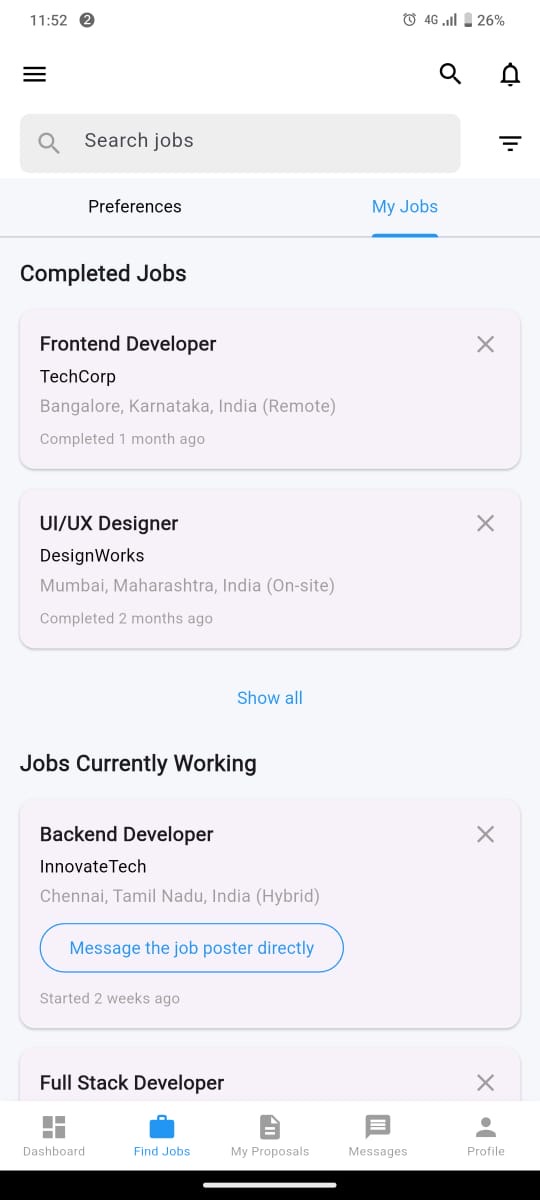 11:52 2 4G 26%
Search jobs
Preferences My Jobs
Completed Jobs
Frontend Developer
TechCorp
Bangalore, Karnataka, India (Remote)
Completed 1 month ago
UI/UX Designer
DesignWorks
Mumbai, Maharashtra, India (On-site)
Completed 2 months ago
Show all
Jobs Currently Working
Backend Developer
InnovateTech
Chennai, Tamil Nadu, India (Hybrid)
Message the job poster directly
Started 2 weeks ago
Full Stack Developer
Dashboard Find Jobs My Proposals Messages Profile